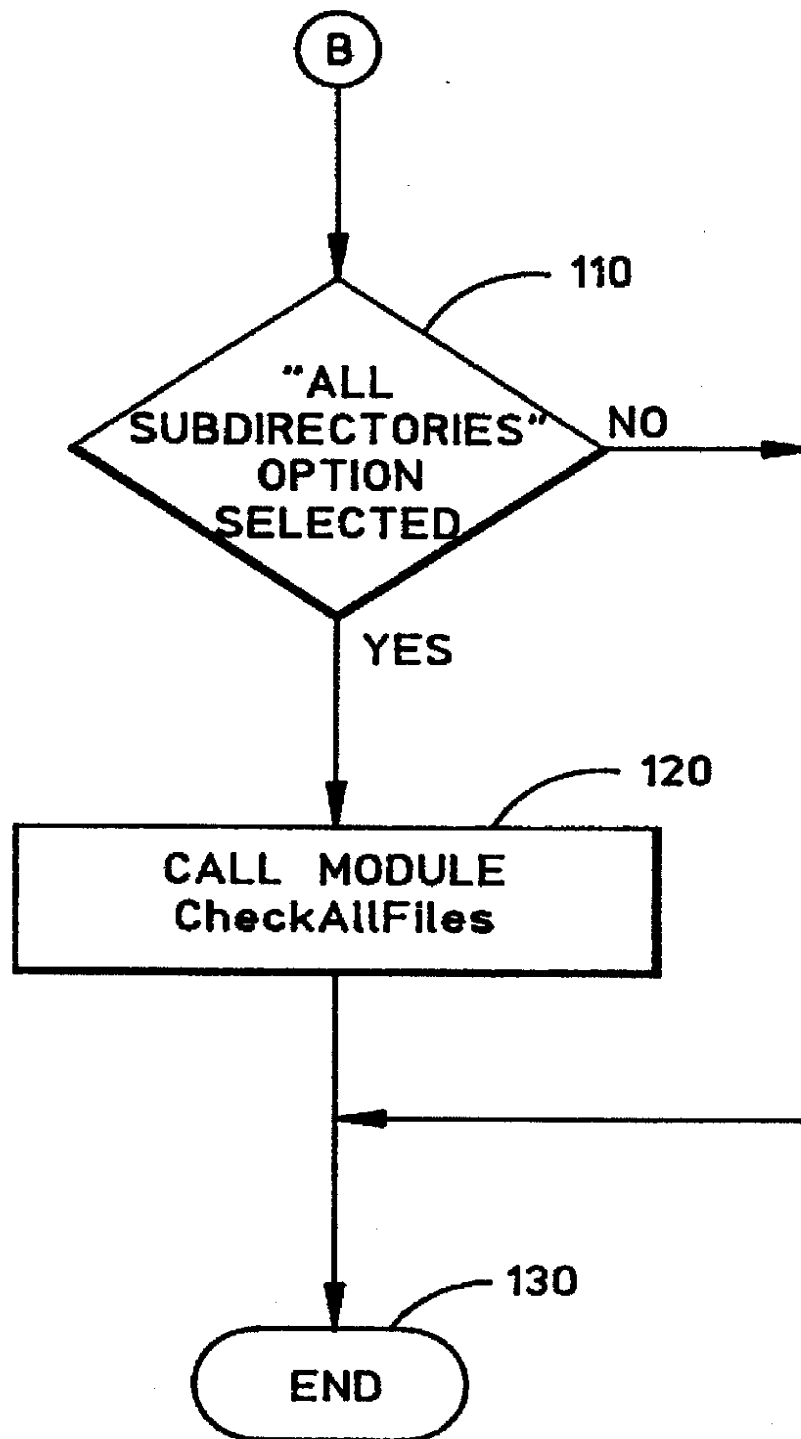 B
110
"ALL
SUBDIRECTORIES"
OPTION
SELECTED
NO
YES
120
CALL MODULE
CheckAllFiles
130
END